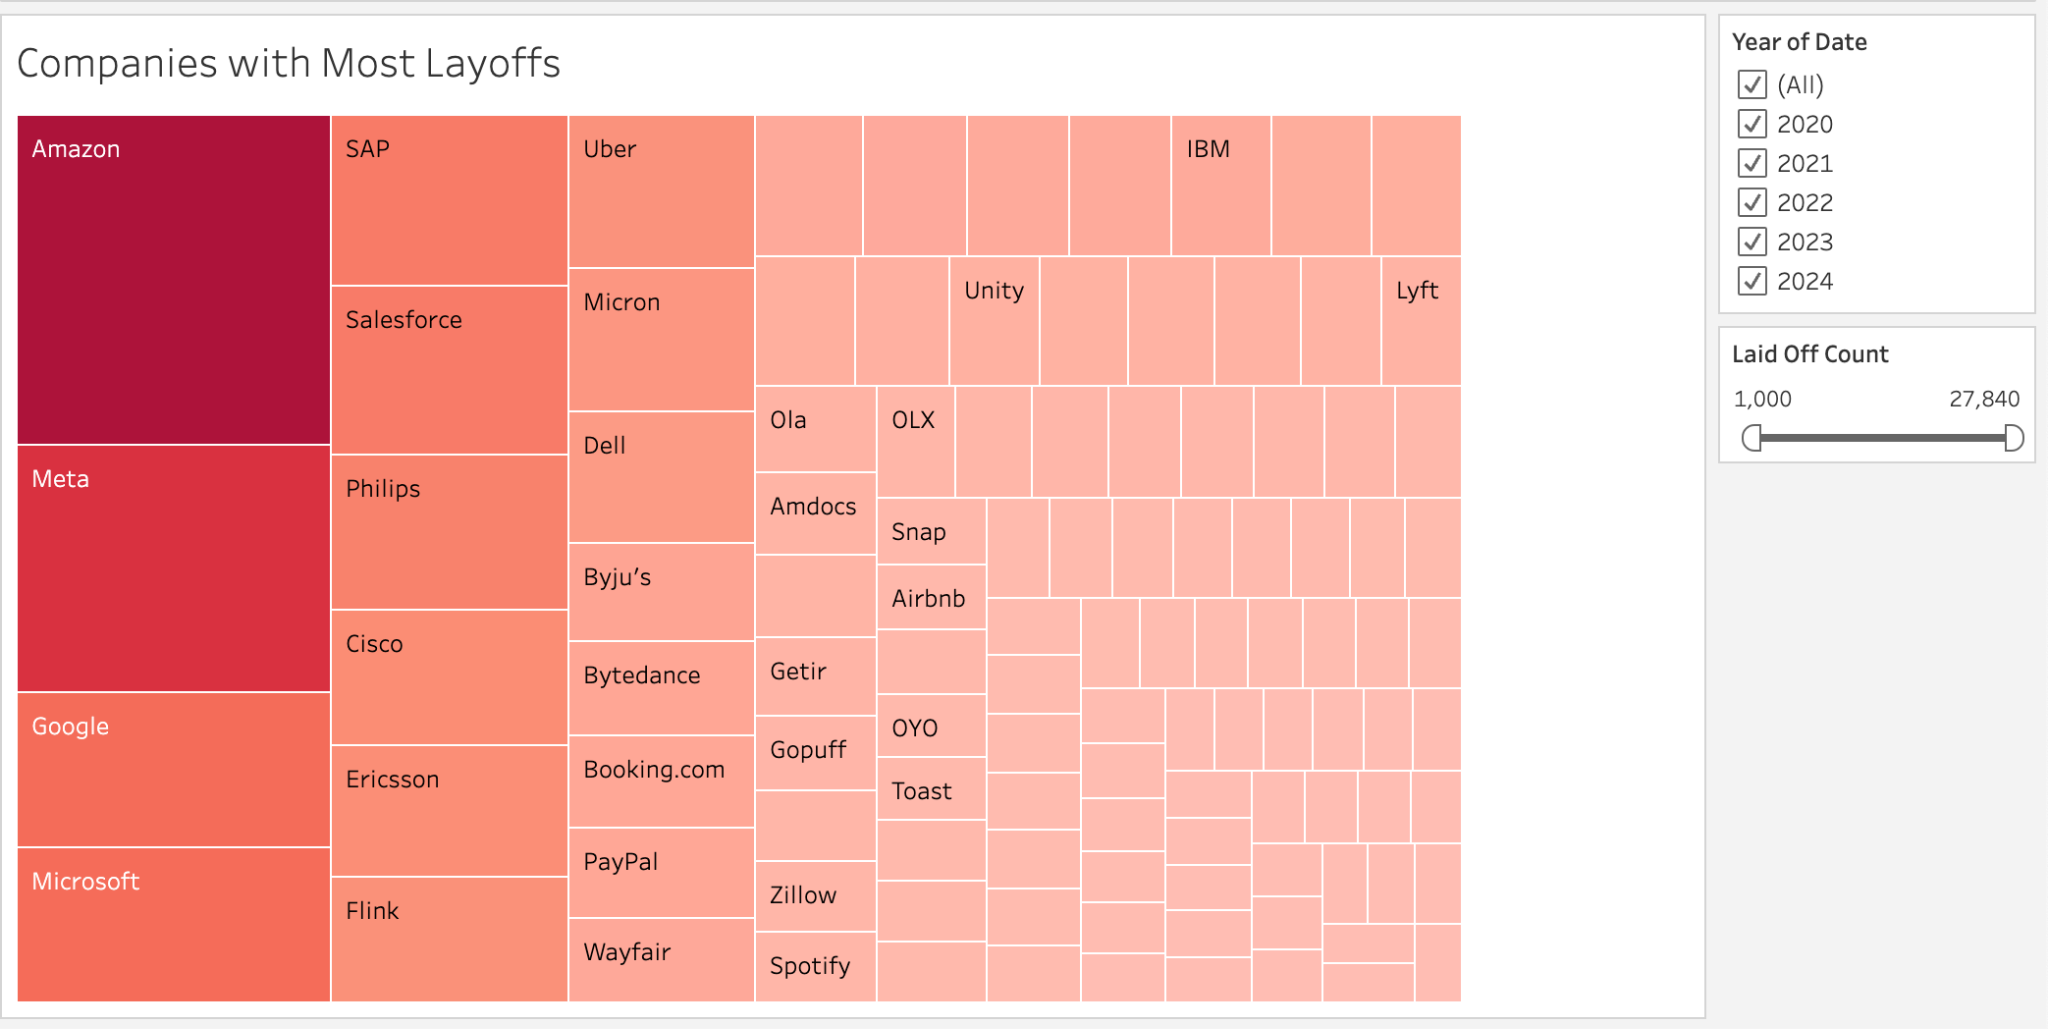 Companies with Most Layoffs
Amazon
Meta
Google
Microsoft
SAP
Salesforce
Philips
Cisco
Ericsson
Flink
Uber
Micron
Dell
Byju’s
Bytedance
Booking.com
PayPal
Wayfair
IBM
Unity
Lyft
Ola
Amdocs
Getir
Gopuff
Zillow
Spotify
OLX
Snap
Airbnb
OYO
Toast
Year of Date
(All)
2020
2021
2022
2023
2024
Laid Off Count
1,000 27,840